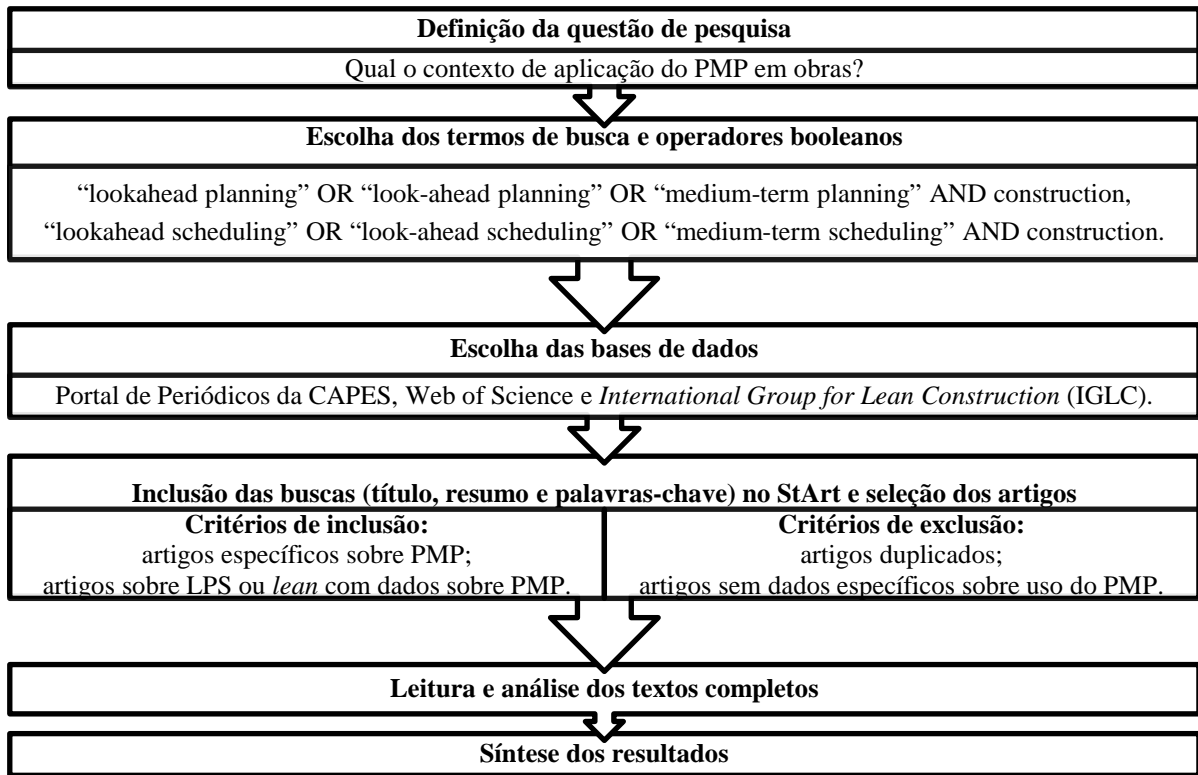 Definição da questão de pesquisa
Qual o contexto de aplicação do PMP em obras?
Escolha dos termos de busca e operadores booleanos
“lookahead planning” OR “look-ahead planning” OR “medium-term planning” AND construction,
“lookahead scheduling” OR “look-ahead scheduling” OR “medium-term scheduling” AND construction.
Escolha das bases de dados
Portal de Periódicos da CAPES, Web of Science e International Group for Lean Construction (IGLC).
Inclusão das buscas (título, resumo e palavras-chave) no StArt e seleção dos artigos
Critérios de inclusão:
artigos específicos sobre PMP;
artigos sobre LPS ou lean com dados sobre PMP.
Critérios de exclusão:
artigos duplicados;
artigos sem dados específicos sobre uso do PMP.
Leitura e análise dos textos completos
Síntese dos resultados